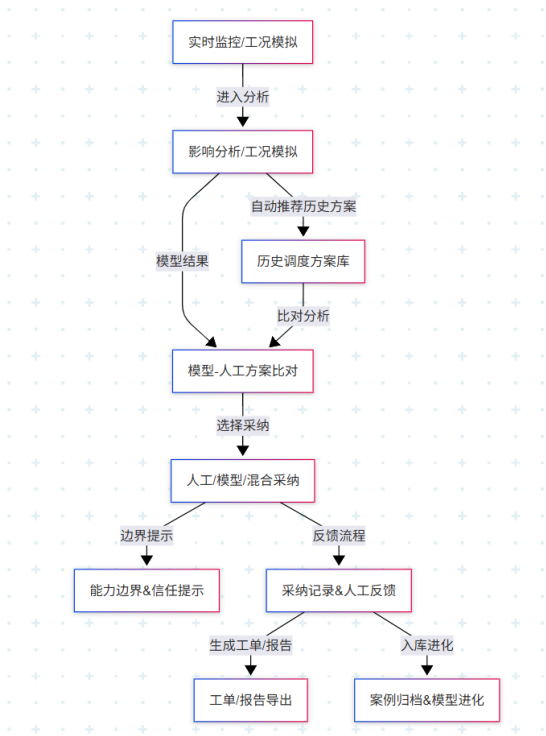 实时监控/工况模拟
进入分析
影响分析/工况模拟
自动推荐历史方案
模型结果
历史调度方案库
比对分析
模型-人工方案比对
选择采纳
人工/模型/混合采纳
边界提示
反馈流程
能力边界&信任提示
采纳记录&人工反馈
生成工单/报告
入库进化
工单/报告导出
案例归档&模型进化